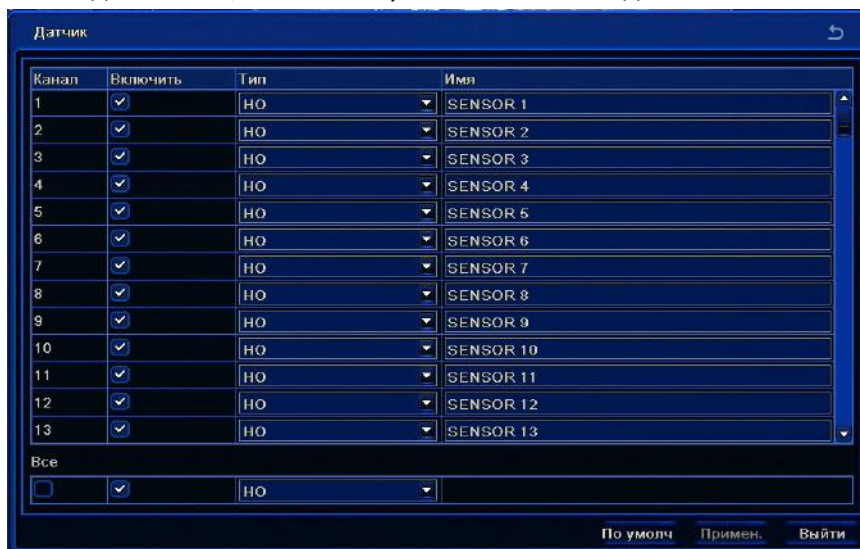 Датчик
Канал Включить Тип Имя
1 НО SENSOR 1
2 НО SENSOR 2
3 НО SENSOR 3
4 НО SENSOR 4
5 НО SENSOR 5
6 НО SENSOR 6
7 НО SENSOR 7
8 НО SENSOR 8
9 НО SENSOR 9
10 НО SENSOR 10
11 НО SENSOR 11
12 НО SENSOR 12
13 НО SENSOR 13
Все
НО
По умолч Примен. Выйти